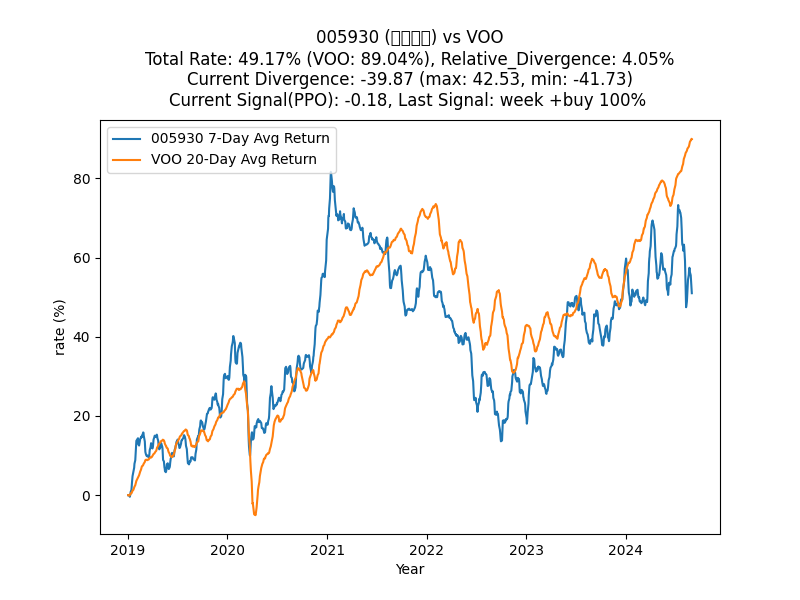 005930 (□□□□) vs VOO
Total Rate: 49.17% (VOO: 89.04%), Relative_Divergence: 4.05%
Current Divergence: -39.87 (max: 42.53, min: -41.73)
Current Signal(PPO): -0.18, Last Signal: week +buy 100%
005930 7-Day Avg Return
VOO 20-Day Avg Return
rate (%)
80
60
40
20
0
2019
2020
2021
2022
2023
2024
Year